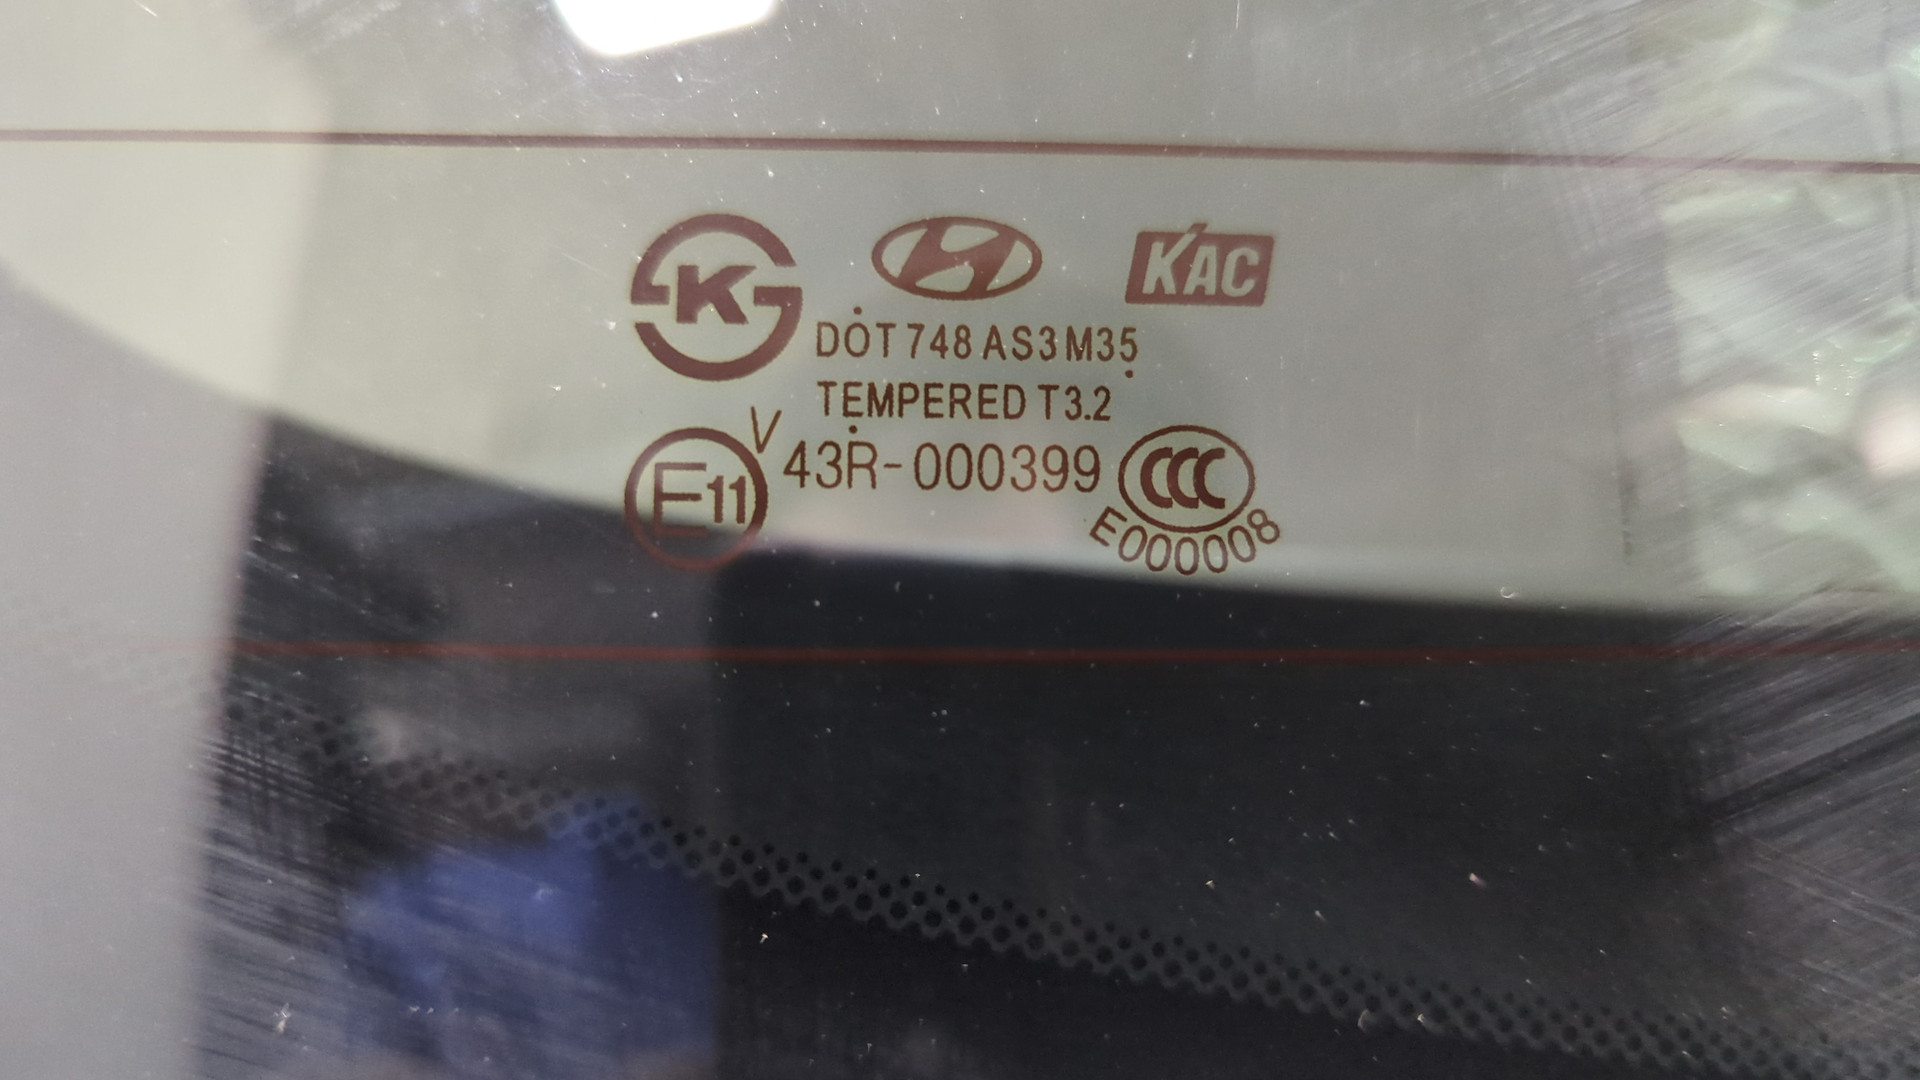 K
KAC
DOT 748 AS3 M35
TEMPERED T3.2
V
E11
43R-000399
CCC
E000008